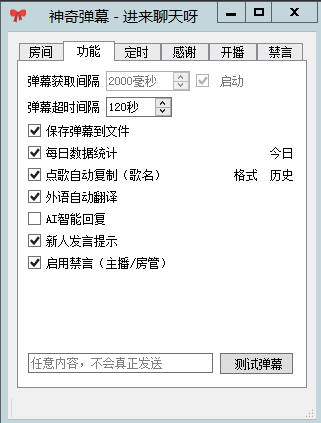 神奇弹幕 - 进来聊天呀
房间 功能 定时 感谢 开播 禁言
弹幕获取间隔 2000毫秒 启动
弹幕超时间隔 120秒
保存弹幕到文件
每日数据统计 今日
点歌自动复制（歌名） 格式 历史
外语自动翻译
AI智能回复
新人发言提示
启用禁言（主播/房管）
任意内容，不会真正发送 测试弹幕